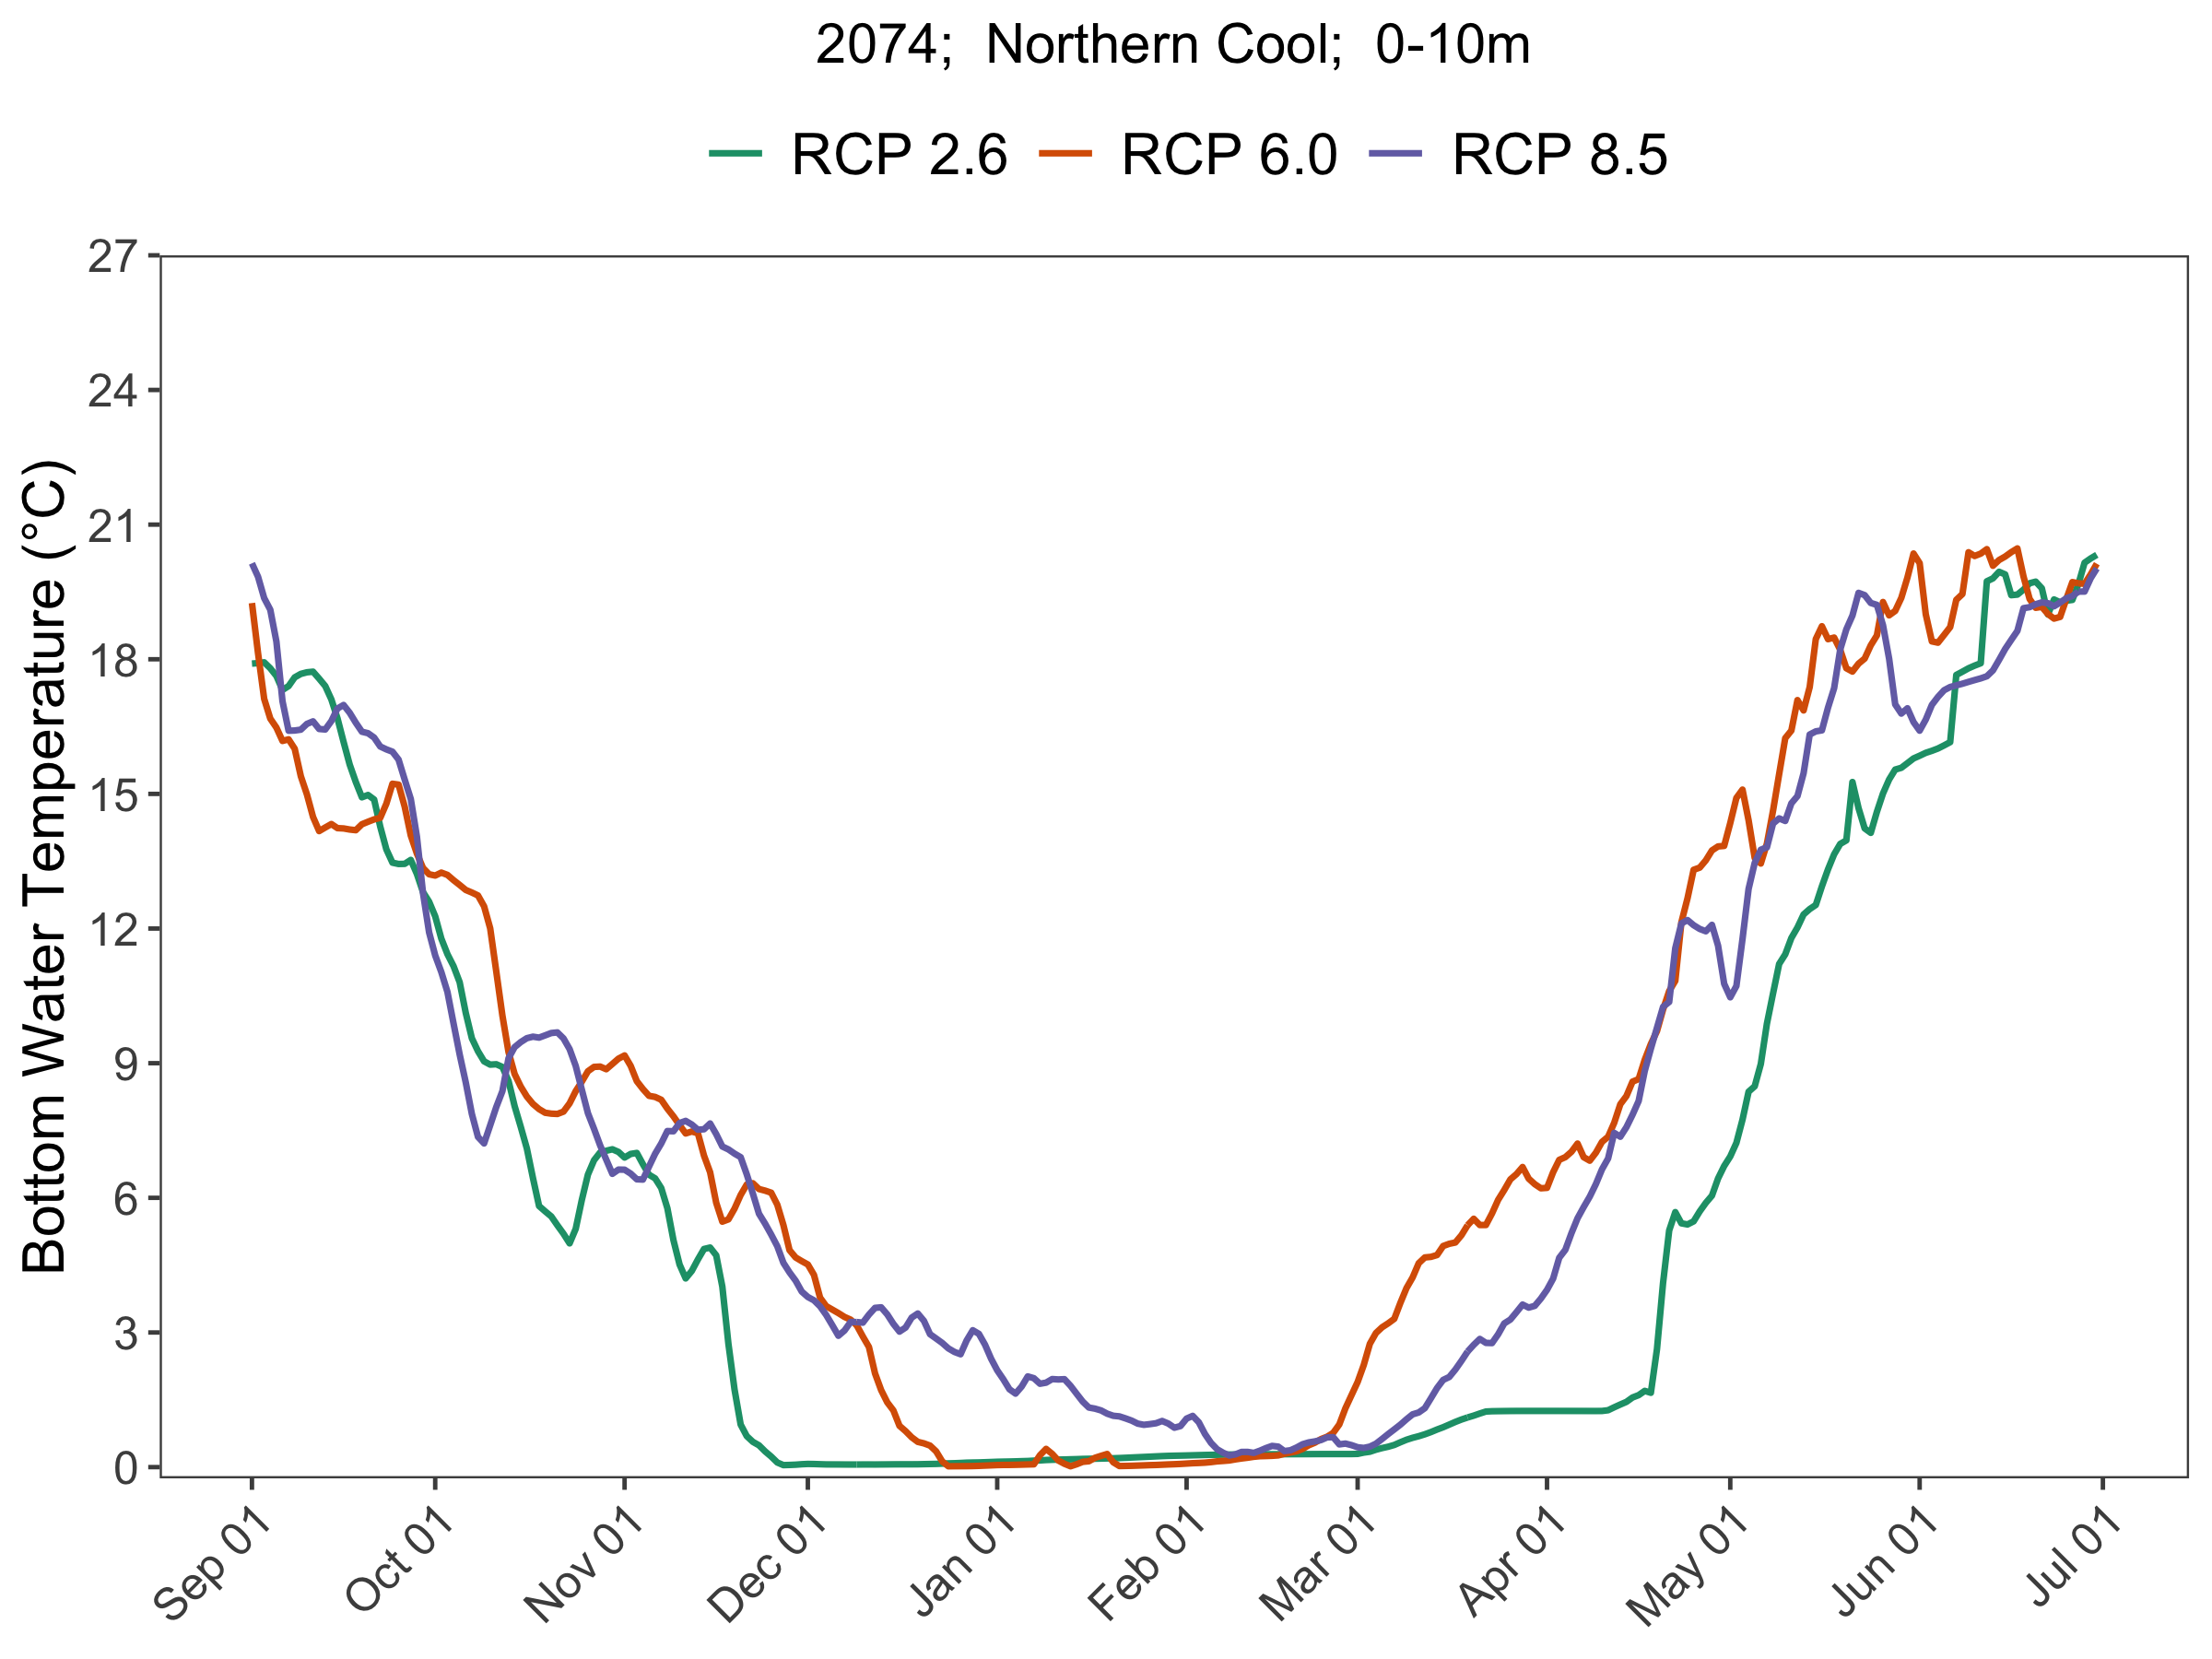 2074;  Northern Cool;  0-10m
RCP 2.6 RCP 6.0 RCP 8.5
Bottom Water Temperature (°C)
27
24
21
18
15
12
9
6
3
0
Sep 01 Oct 01 Nov 01 Dec 01 Jan 01 Feb 01 Mar 01 Apr 01 May 01 Jun 01 Jul 01